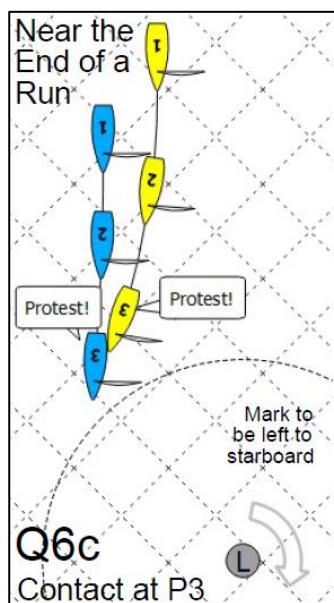 Near the
End of a
Run
1
1
2
2
Protest!
Protest!
3
3
Mark to
be left to
starboard
L
Q6c
Contact at P3